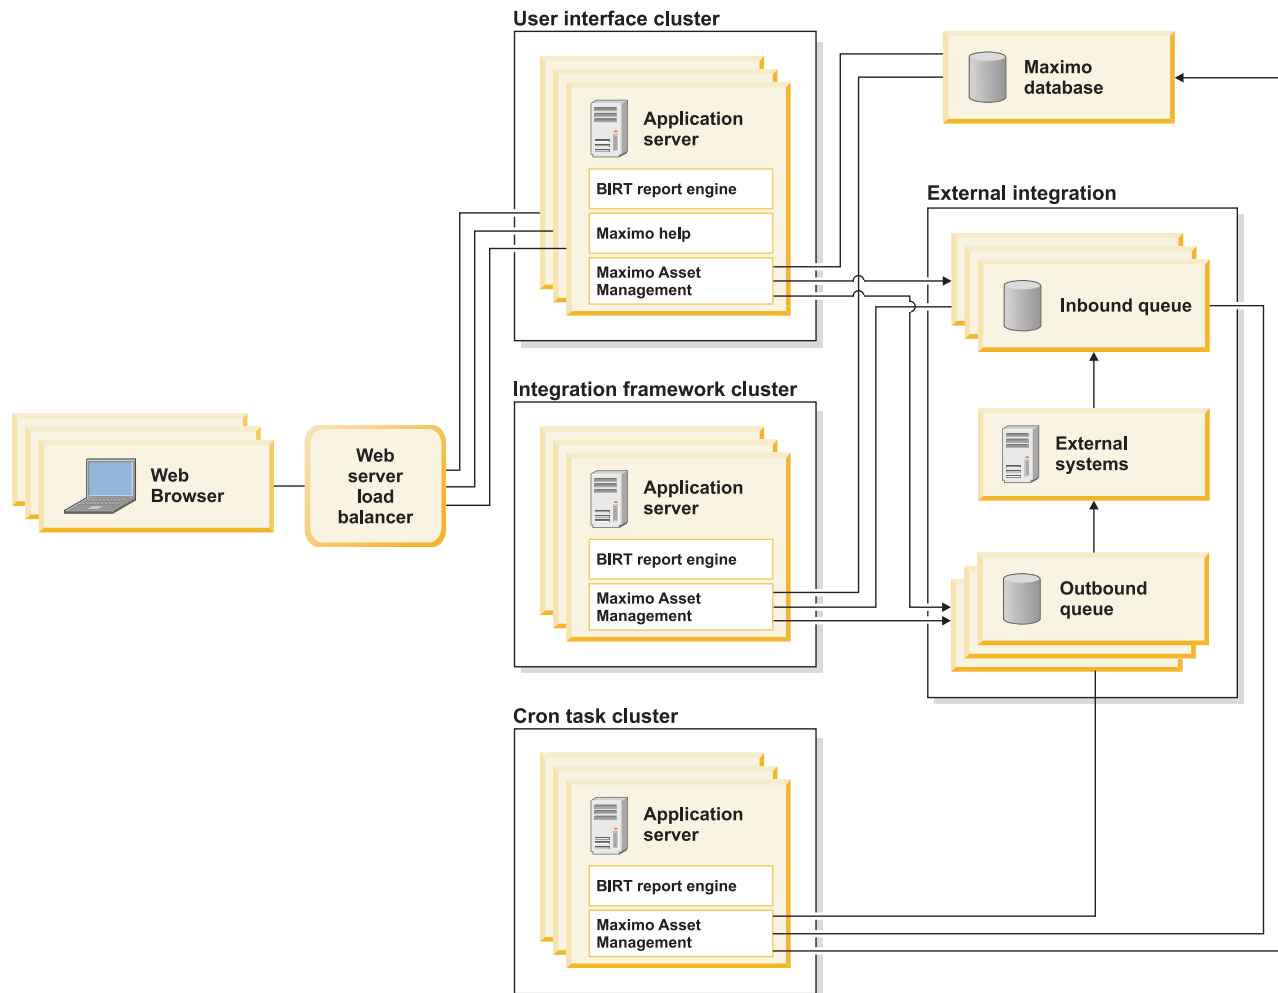 User interface cluster
Application
server
BIRT report engine
Maximo help
Maximo Asset
Management
Maximo
database
External integration
Inbound queue
External
systems
Outbound
queue
Integration framework cluster
Application
server
BIRT report engine
Maximo Asset
Management
Web
Browser
Web
server
load
balancer
Cron task cluster
Application
server
BIRT report engine
Maximo Asset
Management